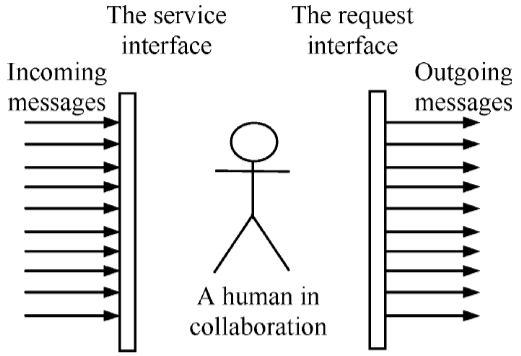 The service
interface
The request
interface
Incoming
messages
Outgoing
messages
A human in
collaboration